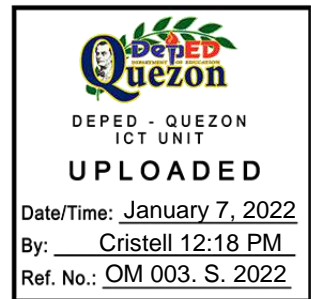 DepED
DEPARTMENT OF EDUCATION
Quezon
DEPED - QUEZON
ICT UNIT
UPLOADED
Date/Time: January 7, 2022
By: Cristell 12:18 PM
Ref. No.: OM 003. S. 2022